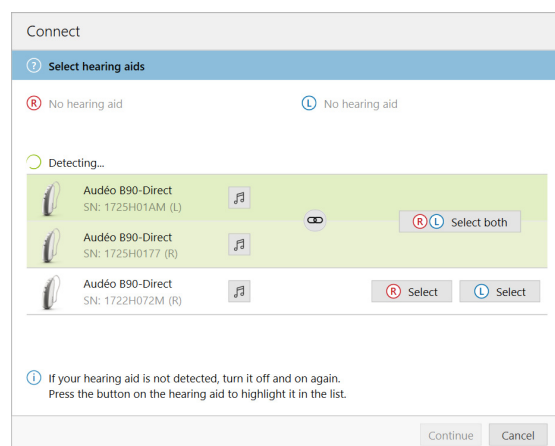 Connect
? Select hearing aids
R No hearing aid L No hearing aid
Detecting...
Audéo B90-Direct
SN: 1725H01AM (L)
R L Select both
Audéo B90-Direct
SN: 1725H0177 (R)
Audéo B90-Direct
SN: 1722H072M (R)
R Select L Select
i If your hearing aid is not detected, turn it off and on again.
Press the button on the hearing aid to highlight it in the list.
Continue Cancel